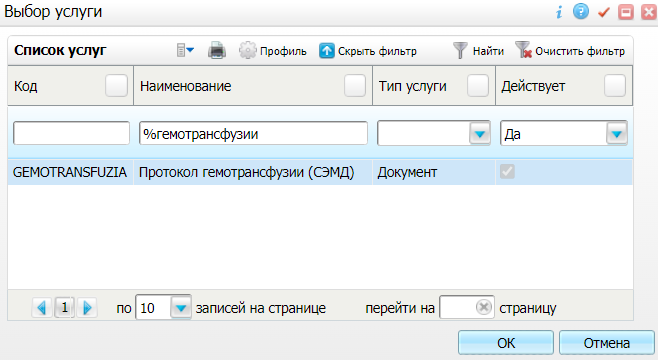 Выбор услуги
Список услуг Профиль Скрыть фильтр Найти Очистить фильтр
Код Наименование Тип услуги Действует
%гемотрансфузии Да
GEMOTRANSFUZIA Протокол гемотрансфузии (СЭМД) Документ
1 по 10 записей на странице перейти на страницу
ОК Отмена